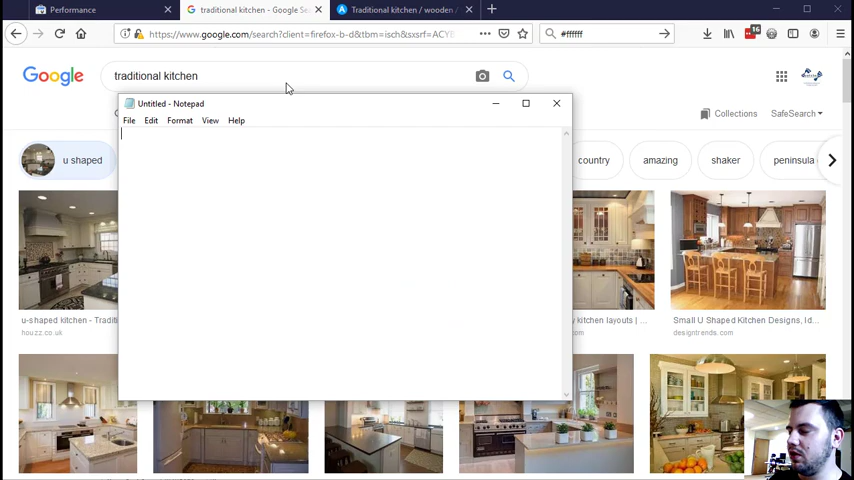 Performance
traditional kitchen - Google Se
Traditional kitchen / wooden /
https://www.google.com/search?client=firefox-b-d&tbm=isch&sxsrf=ACYB
#ffffff
16
Google
traditional kitchen
Untitled - Notepad
File Edit Format View Help
Collections
SafeSearch
u shaped
country
amazing
shaker
peninsula
u-shaped kitchen - Traditi
houzz.co.uk
y kitchen layouts | ...
Small U Shaped Kitchen Designs, Id...
designtrends.com